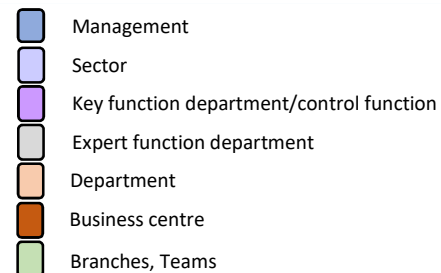 Management
Sector
Key function department/control function
Expert function department
Department
Business centre
Branches, Teams